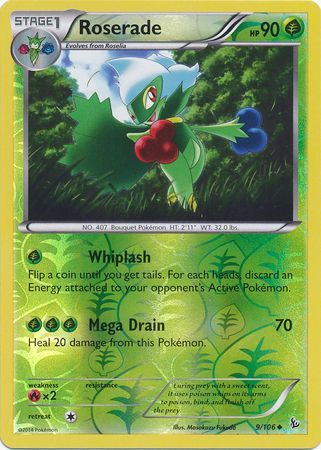 STAGE1
Roserade
HP 90
Evolves from Roselia
NO. 407 Bouquet Pokémon HT: 2'11" WT: 32.0 lbs.
Whiplash
Flip a coin until you get tails. For each heads, discard an
Energy attached to your opponent's Active Pokémon.
Mega Drain 70
Heal 20 damage from this Pokémon.
weakness
resistance
×2
retreat
Luring prey with a sweet scent,
it uses poison whips on its arms
to poison, bind, and finish off
the prey.
Illus. Masakazu Fukuda
9/106
©2014 Pokémon